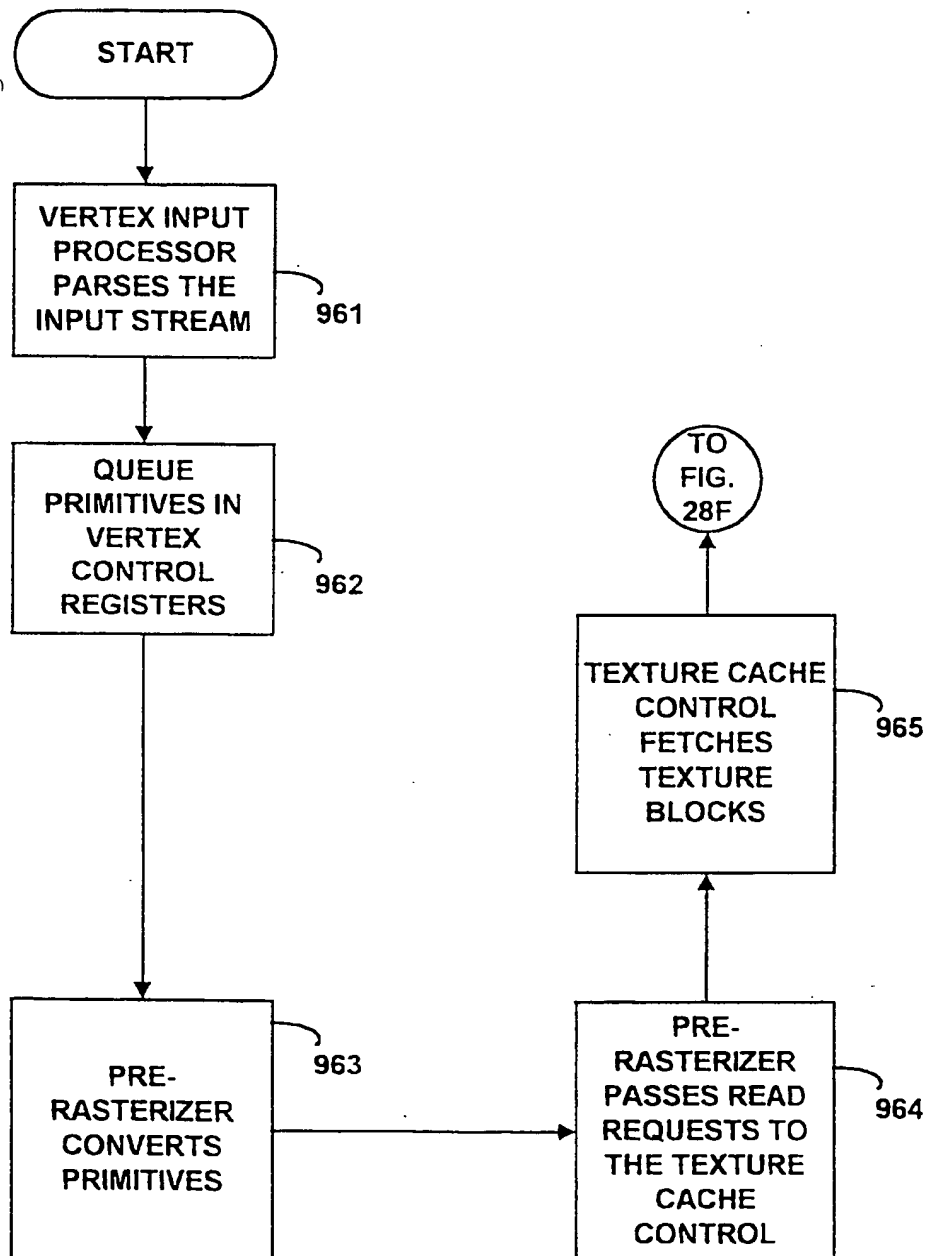 START
VERTEX INPUT
PROCESSOR
PARSES THE
INPUT STREAM
961
QUEUE
PRIMITIVES IN
VERTEX
CONTROL
REGISTERS
962
PRE-
RASTERIZER
CONVERTS
PRIMITIVES
963
PRE-
RASTERIZER
PASSES READ
REQUESTS TO
THE TEXTURE
CACHE
CONTROL
964
TEXTURE CACHE
CONTROL
FETCHES
TEXTURE
BLOCKS
965
TO
FIG.
28F